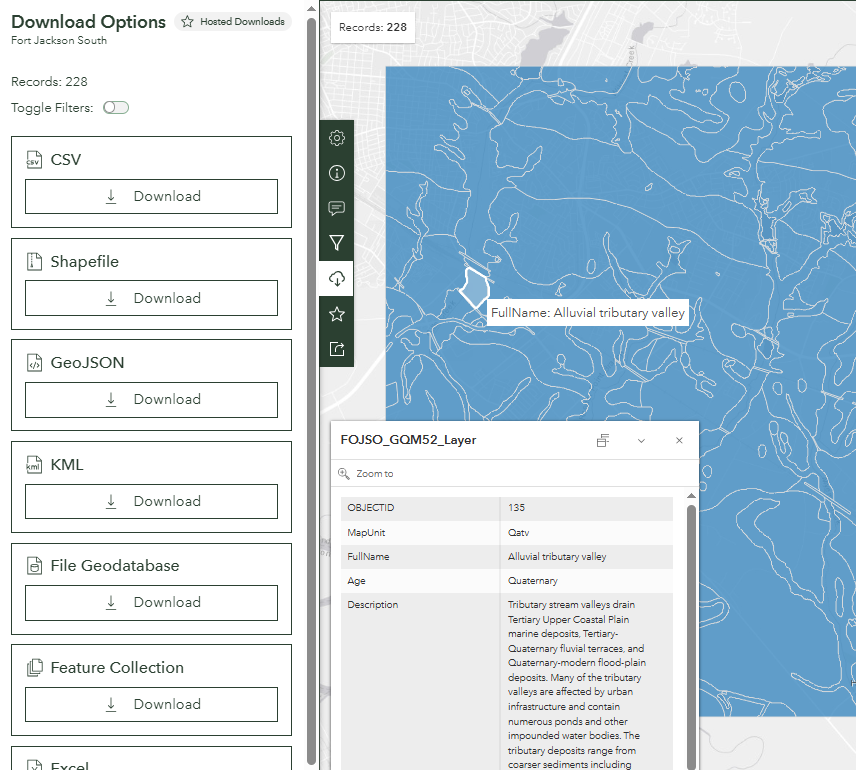 Download Options
Hosted Downloads
Fort Jackson South
Records: 228
Toggle Filters:
CSV
Download
Shapefile
Download
GeoJSON
Download
KML
Download
File Geodatabase
Download
Feature Collection
Download
Excel
Records: 228
FullName: Alluvial tributary valley
FOJSO_GQM52_Layer
Zoom to
OBJECTID 135
MapUnit Qatv
FullName Alluvial tributary valley
Age Quaternary
Description Tributary stream valleys drain
Tertiary Upper Coastal Plain
marine deposits, Tertiary-
Quaternary fluvial terraces, and
Quaternary-modern flood-plain
deposits. Many of the tributary
valleys are affected by urban
infrastructure and contain
numerous ponds and other
impounded water bodies. The
tributary deposits range from
coarser sediments including